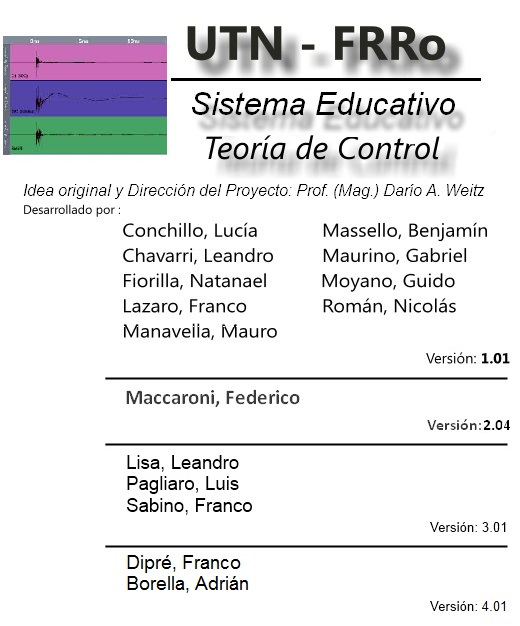 UTN - FRRo
Sistema Educativo
Teoría de Control
Idea original y Dirección del Proyecto: Prof. (Mag.) Darío A. Weitz
Desarrollado por :
Conchillo, Lucía
Chavarri, Leandro
Fiorilla, Natanael
Lazaro, Franco
Manavella, Mauro
Massello, Benjamín
Maurino, Gabriel
Moyano, Guido
Román, Nicolás
Versión: 1.01
Maccaroni, Federico
Versión:2.04
Lisa, Leandro
Pagliaro, Luis
Sabino, Franco
Versión: 3.01
Dipré, Franco
Borella, Adrián
Versión: 4.01